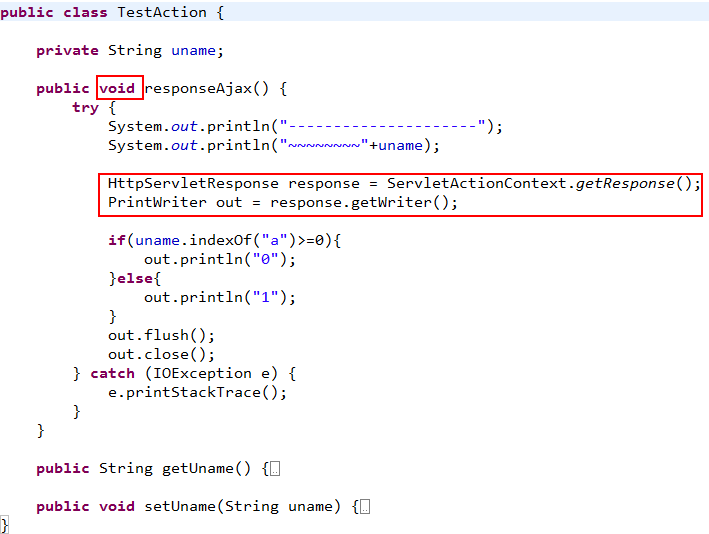 public class TestAction {
private String uname;
public void responseAjax() {
try {
System.out.println("---------------------");
System.out.println("~~~~~~~~"+uname);
HttpServletResponse response = ServletActionContext.getResponse();
PrintWriter out = response.getWriter();
if(uname.indexOf("a")>=0){
out.println("0");
}else{
out.println("1");
}
out.flush();
out.close();
} catch (IOException e) {
e.printStackTrace();
}
}
public String getUname() {
public void setUname(String uname) {
}